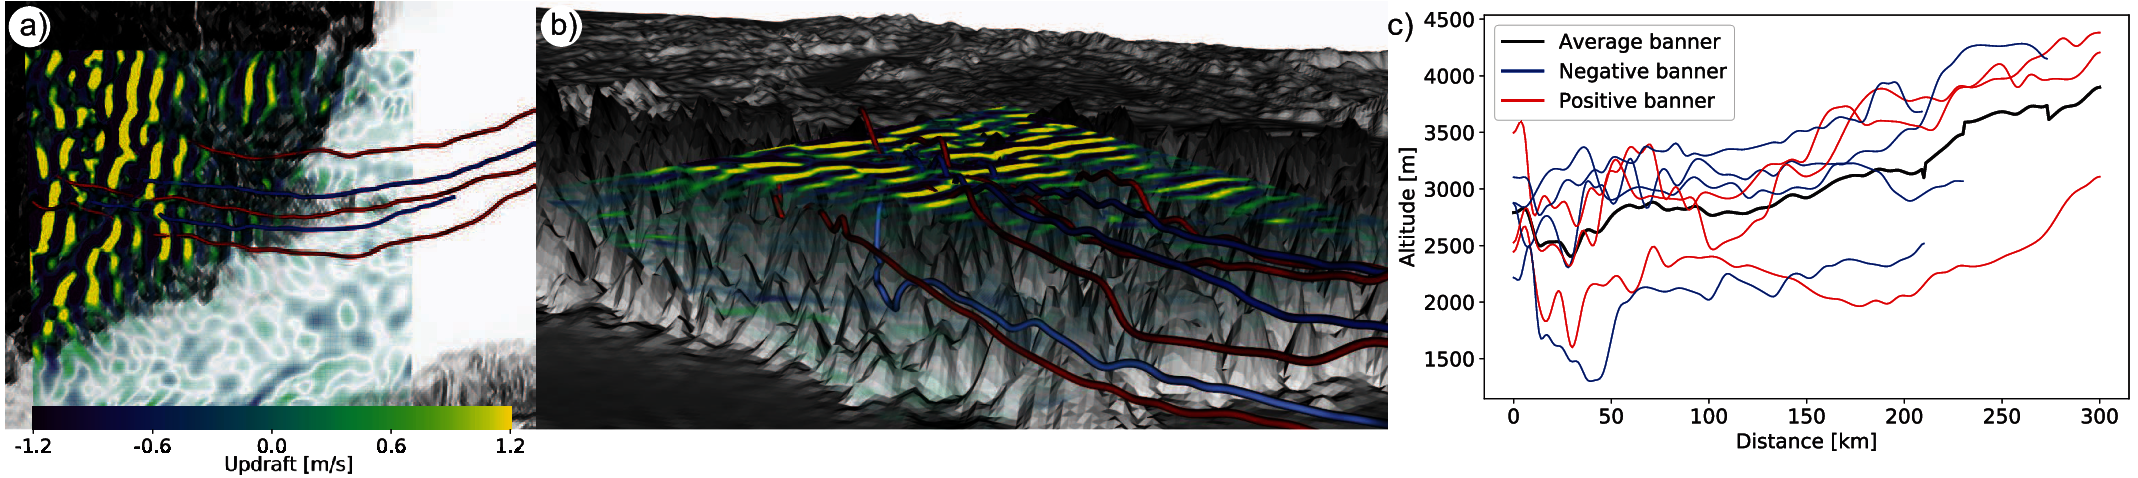 a)
-1.2 -0.6 0.0 0.6 1.2
Updraft [m/s]
b)
c)
Average banner
Negative banner
Positive banner
4500
4000
3500
3000
2500
2000
1500
Altitude [m]
0 50 100 150 200 250 300
Distance [km]